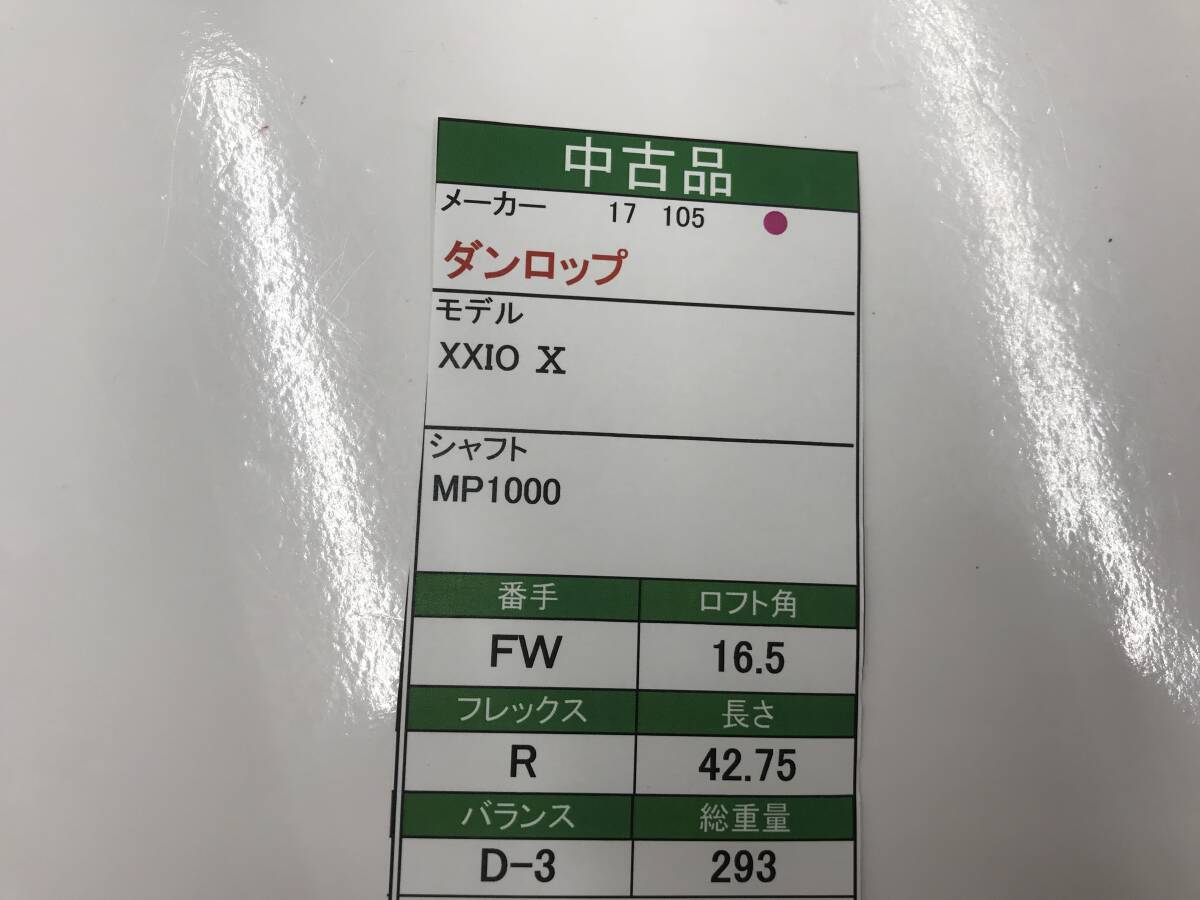 中古品
メーカー 17 105
ダンロップ
モデル
XXIO X
シャフト
MP1000
番手 ロフト角
FW 16.5
フレックス 長さ
R 42.75
バランス 総重量
D-3 293